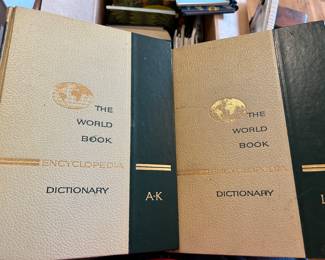 THE
WORLD
BOOK
ENCYCLOPEDIA
DICTIONARY
A-K
THE
WORLD
BOOK
ENCYCLOPEDIA
DICTIONARY
L